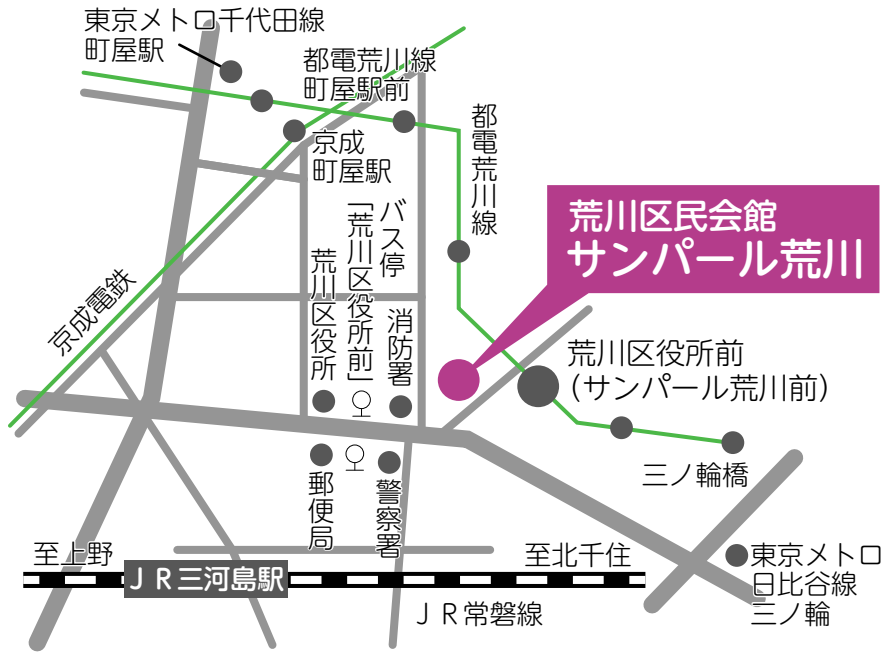 東京メトロ千代田線
町屋駅
都電荒川線
町屋駅前
京成
町屋駅
都電荒川線
荒川区民会館
サンパール荒川
京成電鉄
荒川区役所
バス停
「荒川区役所前」
消防署
荒川区役所前
(サンパール荒川前)
三ノ輪橋
郵便局
警察署
至上野
ＪＲ三河島駅
至北千住
ＪＲ常磐線
東京メトロ
日比谷線
三ノ輪